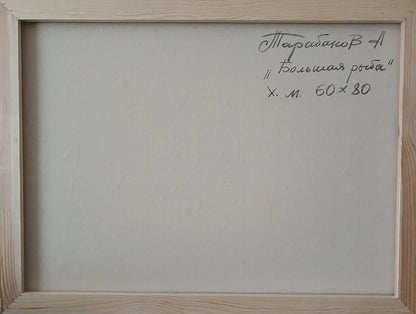 Тарабанов А
„Большая рыба"
х. м. 60×80